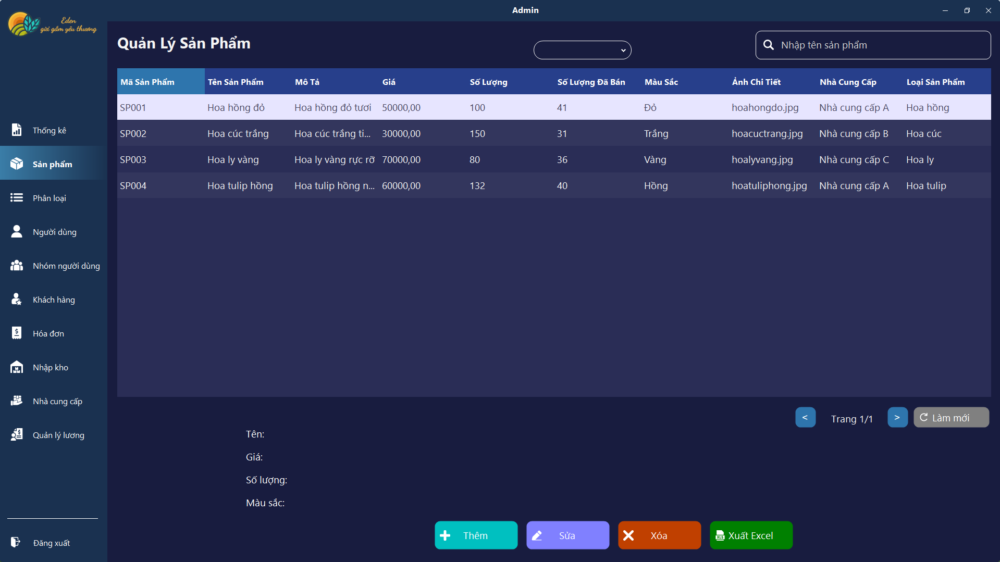 Admin
Eden
gửi gắm yêu thương
Quản Lý Sản Phẩm
Nhập tên sản phẩm
Mã Sản Phẩm Tên Sản Phẩm Mô Tả Giá Số Lượng Số Lượng Đã Bán Màu Sắc Ảnh Chi Tiết Nhà Cung Cấp Loại Sản Phẩm
SP001 Hoa hồng đỏ Hoa hồng đỏ tươi 50000,00 100 41 Đỏ hoahongdo.jpg Nhà cung cấp A Hoa hồng
SP002 Hoa cúc trắng Hoa cúc trắng ti... 30000,00 150 31 Trắng hoacuctrang.jpg Nhà cung cấp B Hoa cúc
SP003 Hoa ly vàng Hoa ly vàng rực rỡ 70000,00 80 36 Vàng hoalyvang.jpg Nhà cung cấp C Hoa ly
SP004 Hoa tulip hồng Hoa tulip hồng n... 60000,00 132 40 Hồng hoatuliphong.jpg Nhà cung cấp A Hoa tulip
Thống kê
Sản phẩm
Phân loại
Người dùng
Nhóm người dùng
Khách hàng
Hóa đơn
Nhập kho
Nhà cung cấp
Quản lý lương
Đăng xuất
< Trang 1/1 > Làm mới
Tên:
Giá:
Số lượng:
Màu sắc:
Thêm Sửa Xóa XLS Xuất Excel